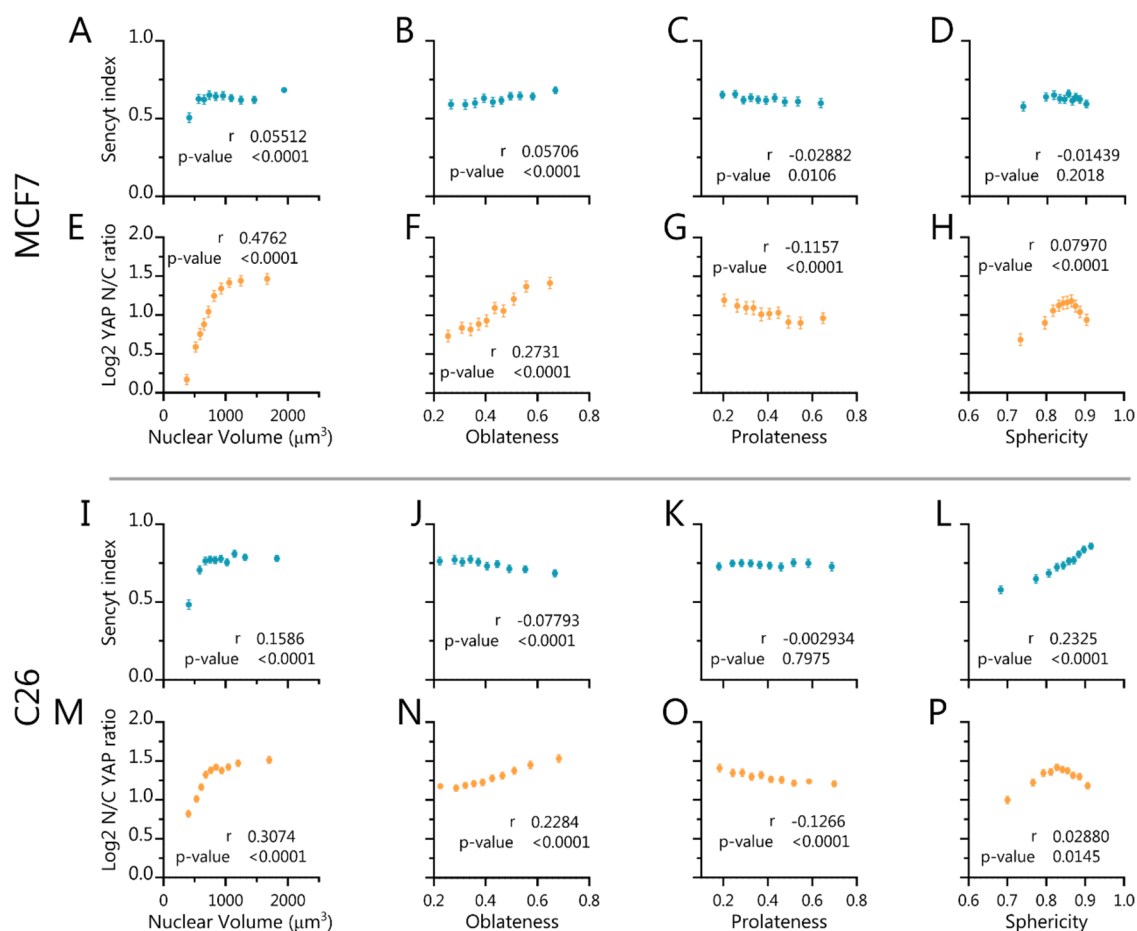 MCF7
A
Sencyt index
1.0
0.5
0.0
r 0.05512
p-value <0.0001
B
r 0.05706
p-value <0.0001
C
r -0.02882
p-value 0.0106
D
r -0.01439
p-value 0.2018
E
Log2 YAP N/C ratio
2.0
1.5
1.0
0.5
0.0
r 0.4762
p-value <0.0001
0 1000 2000
Nuclear Volume (μm³)
F
r 0.2731
p-value <0.0001
0.2 0.4 0.6 0.8
Oblateness
G
r -0.1157
p-value <0.0001
0.2 0.4 0.6 0.8
Prolateness
H
r 0.07970
p-value <0.0001
0.6 0.7 0.8 0.9 1.0
Sphericity
C26
I
Sencyt index
1.0
0.5
0.0
r 0.1586
p-value <0.0001
J
r -0.07793
p-value <0.0001
K
r -0.002934
p-value 0.7975
L
r 0.2325
p-value <0.0001
M
Log2 N/C YAP ratio
2.0
1.5
1.0
0.5
0.0
r 0.3074
p-value <0.0001
0 1000 2000
Nuclear Volume (μm³)
N
r 0.2284
p-value <0.0001
0.2 0.4 0.6 0.8
Oblateness
O
r -0.1266
p-value <0.0001
0.2 0.4 0.6 0.8
Prolateness
P
r 0.02880
p-value 0.0145
0.6 0.7 0.8 0.9 1.0
Sphericity